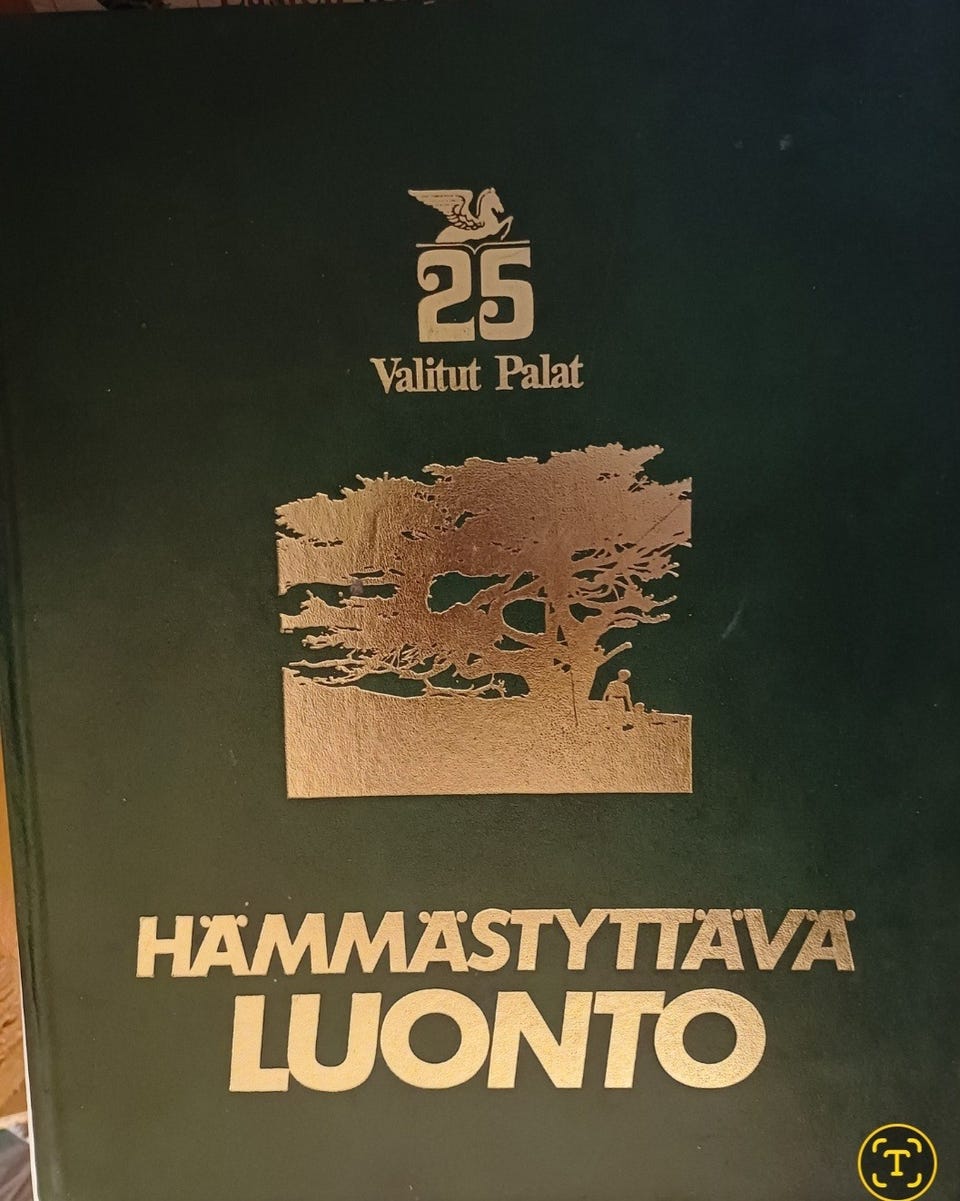 25
Valitut Palat
HÄMMÄSTYTTÄVÄ
LUONTO
T